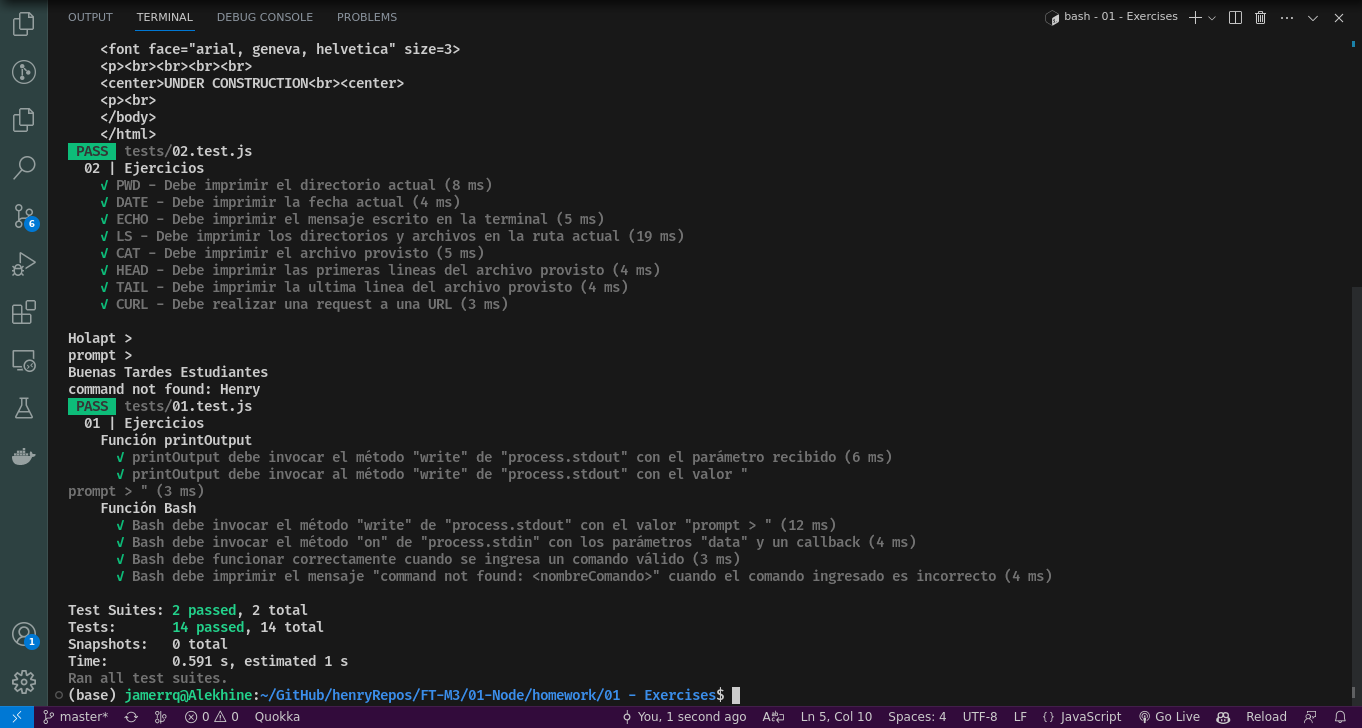 OUTPUT TERMINAL DEBUG CONSOLE PROBLEMS bash - 01 - Exercises
<font face="arial, geneva, helvetica" size=3>
<p><br><br><br><br>
<center>UNDER CONSTRUCTION<br><center>
<p><br>
</body>
</html>
PASS tests/02.test.js
02 | Ejercicios
√ PWD - Debe imprimir el directorio actual (8 ms)
√ DATE - Debe imprimir la fecha actual (4 ms)
√ ECHO - Debe imprimir el mensaje escrito en la terminal (5 ms)
√ LS - Debe imprimir los directorios y archivos en la ruta actual (19 ms)
√ CAT - Debe imprimir el archivo provisto (5 ms)
√ HEAD - Debe imprimir las primeras lineas del archivo provisto (4 ms)
√ TAIL - Debe imprimir la ultima linea del archivo provisto (4 ms)
√ CURL - Debe realizar una request a una URL (3 ms)
Holapt >
prompt >
Buenas Tardes Estudiantes
command not found: Henry
PASS tests/01.test.js
01 | Ejercicios
Función printOutput
√ printOutput debe invocar el método "write" de "process.stdout" con el parámetro recibido (6 ms)
√ printOutput debe invocar al método "write" de "process.stdout" con el valor "
prompt > " (3 ms)
Función Bash
√ Bash debe invocar el método "write" de "process.stdout" con el valor "prompt > " (12 ms)
√ Bash debe invocar el método "on" de "process.stdin" con los parámetros "data" y un callback (4 ms)
√ Bash debe funcionar correctamente cuando se ingresa un comando válido (3 ms)
√ Bash debe imprimir el mensaje "command not found: <nombreComando>" cuando el comando ingresado es incorrecto (4 ms)
Test Suites: 2 passed, 2 total
Tests: 14 passed, 14 total
Snapshots: 0 total
Time: 0.591 s, estimated 1 s
Ran all test suites.
(base) jamerrq@Alekhine:~/GitHub/henryRepos/FT-M3/01-Node/homework/01 - Exercises$
6
1
master* 0 0 Quokka You, 1 second ago Ln 5, Col 10 Spaces: 4 UTF-8 LF {} JavaScript Go Live Reload